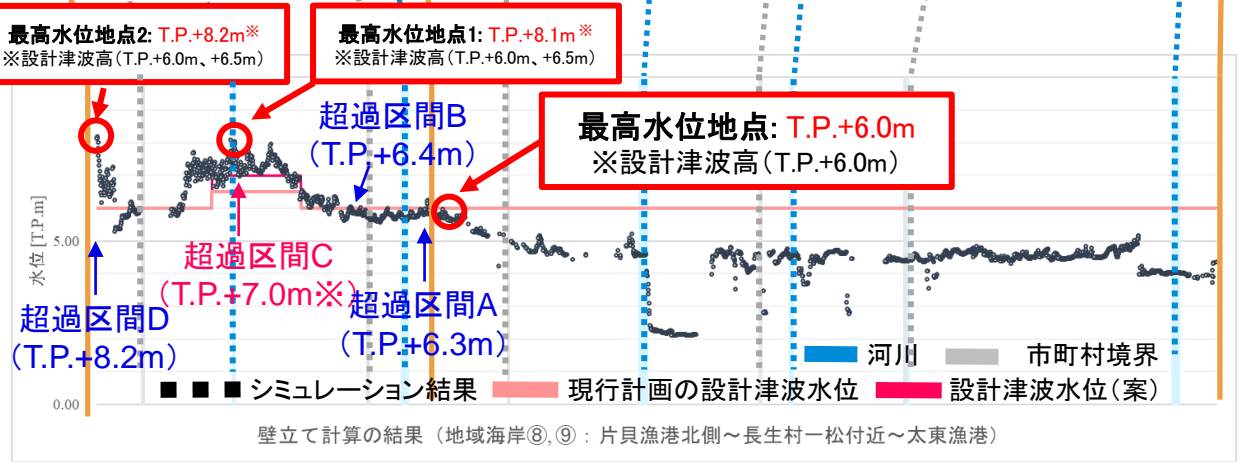 最高水位地点2: T.P.+8.2m※
※設計津波高(T.P.+6.0m、+6.5m)
最高水位地点1: T.P.+8.1m※
※設計津波高(T.P.+6.0m、+6.5m)
超過区間B
(T.P.+6.4m)
最高水位地点: T.P.+6.0m
※設計津波高(T.P.+6.0m)
水位 [T.P.m]
5.00
0.00
超過区間C
(T.P.+7.0m※)
超過区間D
(T.P.+8.2m)
超過区間A
(T.P.+6.3m)
河川
市町村境界
シミュレーション結果
現行計画の設計津波水位
設計津波水位(案)
壁立て計算の結果(地域海岸⑧,⑨:片貝漁港北側~長生村一松付近~太東漁港)